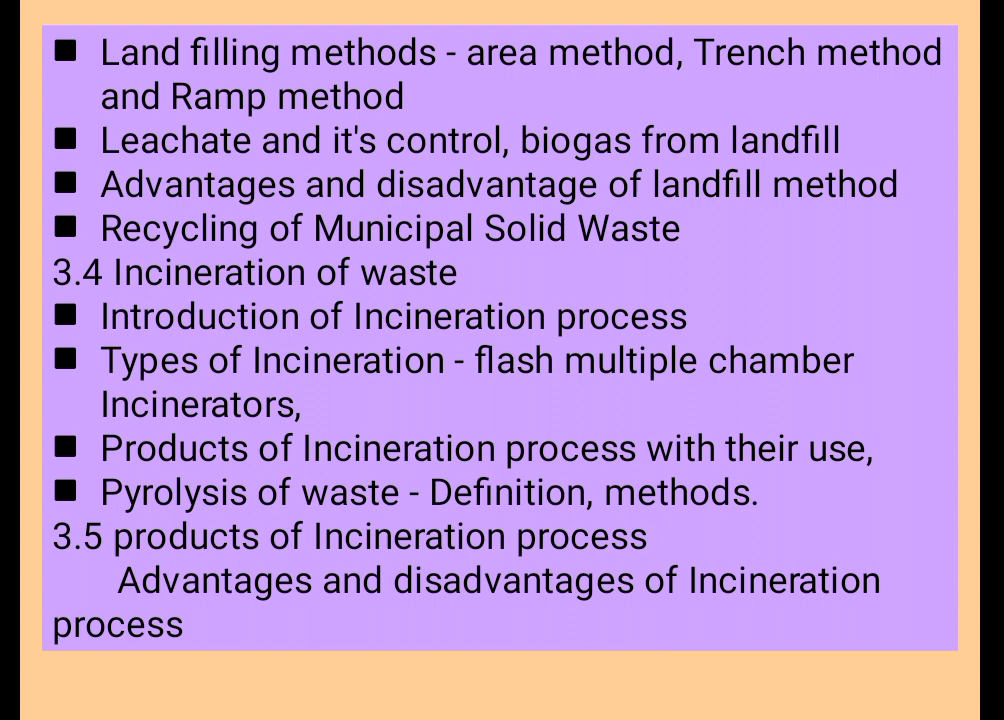 ■ Land filling methods - area method, Trench method
and Ramp method
■ Leachate and it's control, biogas from landfill
■ Advantages and disadvantage of landfill method
■ Recycling of Municipal Solid Waste
3.4 Incineration of waste
■ Introduction of Incineration process
■ Types of Incineration - flash multiple chamber
Incinerators,
■ Products of Incineration process with their use,
■ Pyrolysis of waste - Definition, methods.
3.5 products of Incineration process
Advantages and disadvantages of Incineration
process